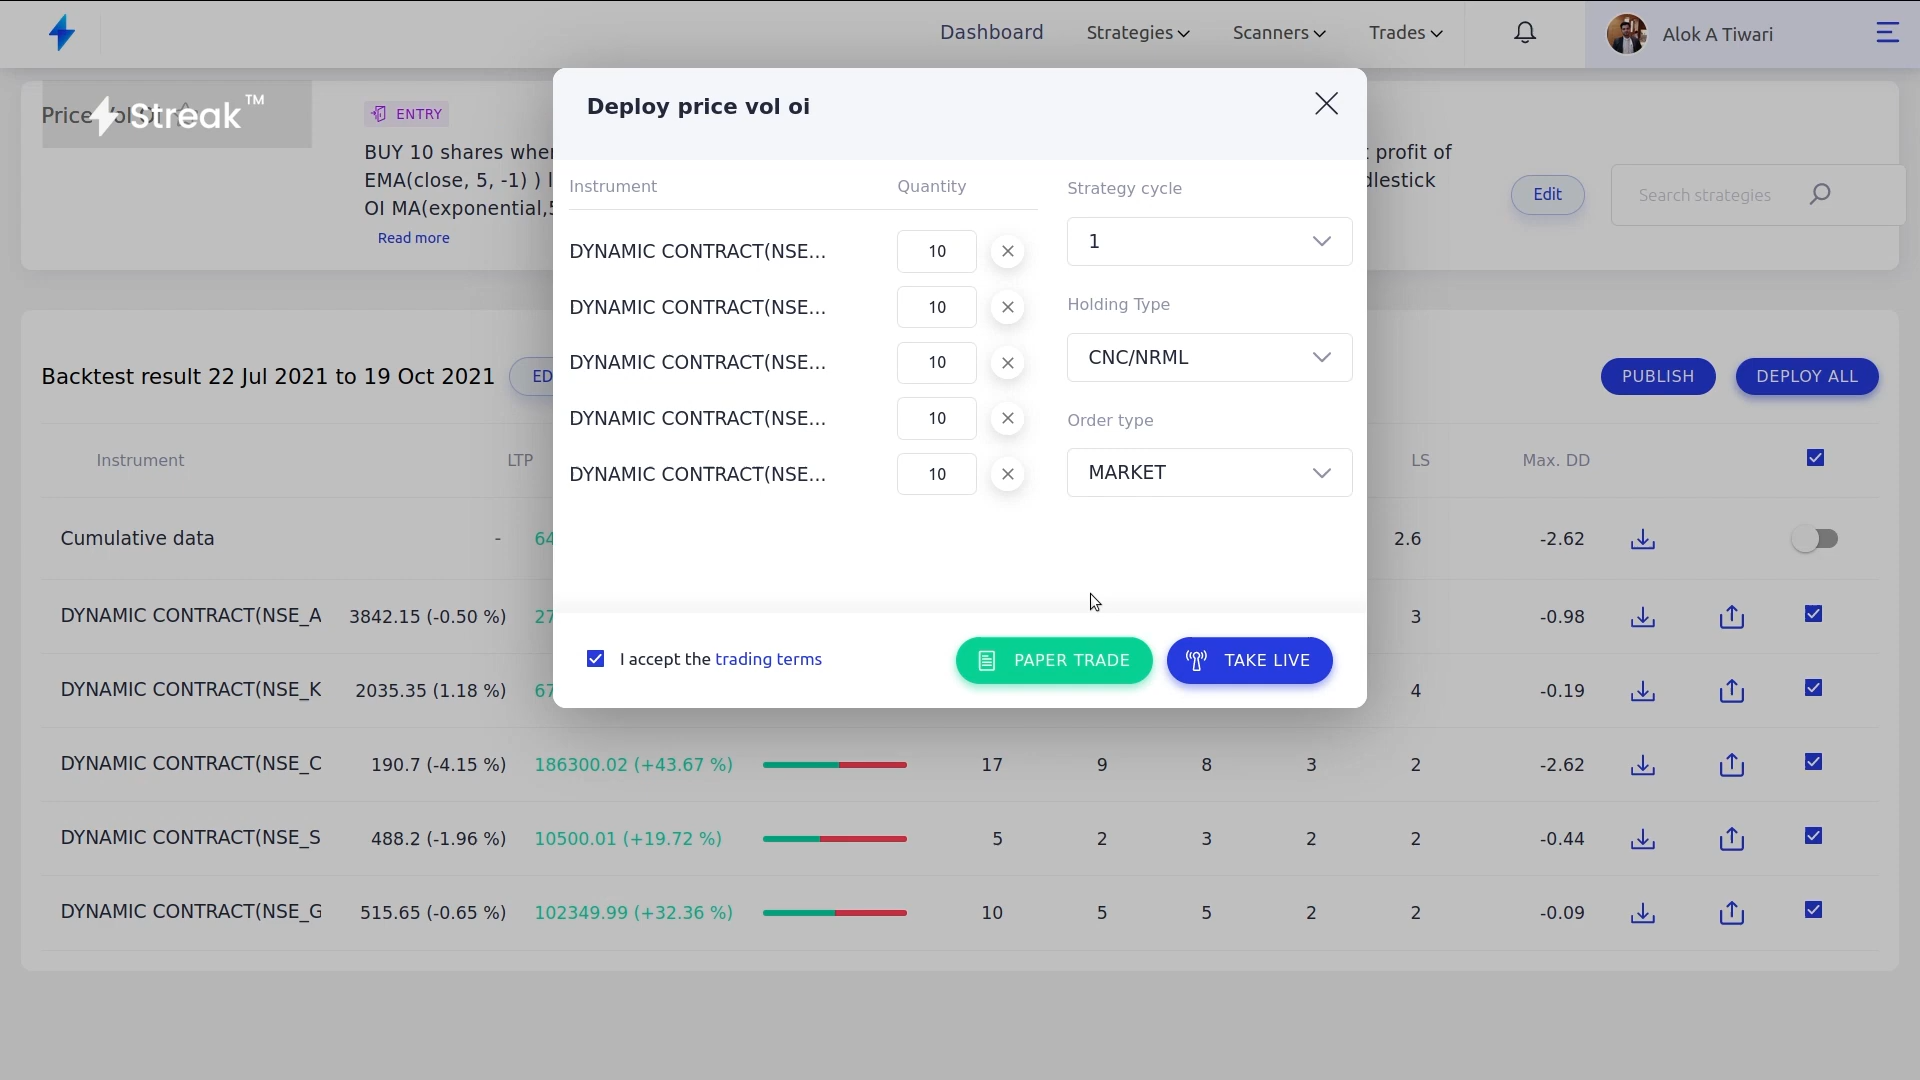 Dashboard
Strategies
Scanners
Trades
Alok A Tiwari
Price Vol Oi
Streak™
ENTRY
BUY 10 shares when
t profit of
EMA(close, 5, -1) ) l
dlestick
OI MA(exponential,5
Read more
Edit
Search strategies
Deploy price vol oi
Instrument Quantity
DYNAMIC CONTRACT(NSE... 10
DYNAMIC CONTRACT(NSE... 10
DYNAMIC CONTRACT(NSE... 10
DYNAMIC CONTRACT(NSE... 10
DYNAMIC CONTRACT(NSE... 10
Strategy cycle
1
Holding Type
CNC/NRML
Order type
MARKET
I accept the trading terms
PAPER TRADE
TAKE LIVE
Backtest result 22 Jul 2021 to 19 Oct 2021
ED
PUBLISH
DEPLOY ALL
Instrument LTP LS Max. DD
Cumulative data - 64 2.6 -2.62
DYNAMIC CONTRACT(NSE_A 3842.15 (-0.50 %) 27 3 -0.98
DYNAMIC CONTRACT(NSE_K 2035.35 (1.18 %) 67 4 -0.19
DYNAMIC CONTRACT(NSE_C 190.7 (-4.15 %) 186300.02 (+43.67 %) 17 9 8 3 2 -2.62
DYNAMIC CONTRACT(NSE_S 488.2 (-1.96 %) 10500.01 (+19.72 %) 5 2 3 2 2 -0.44
DYNAMIC CONTRACT(NSE_G 515.65 (-0.65 %) 102349.99 (+32.36 %) 10 5 5 2 2 -0.09